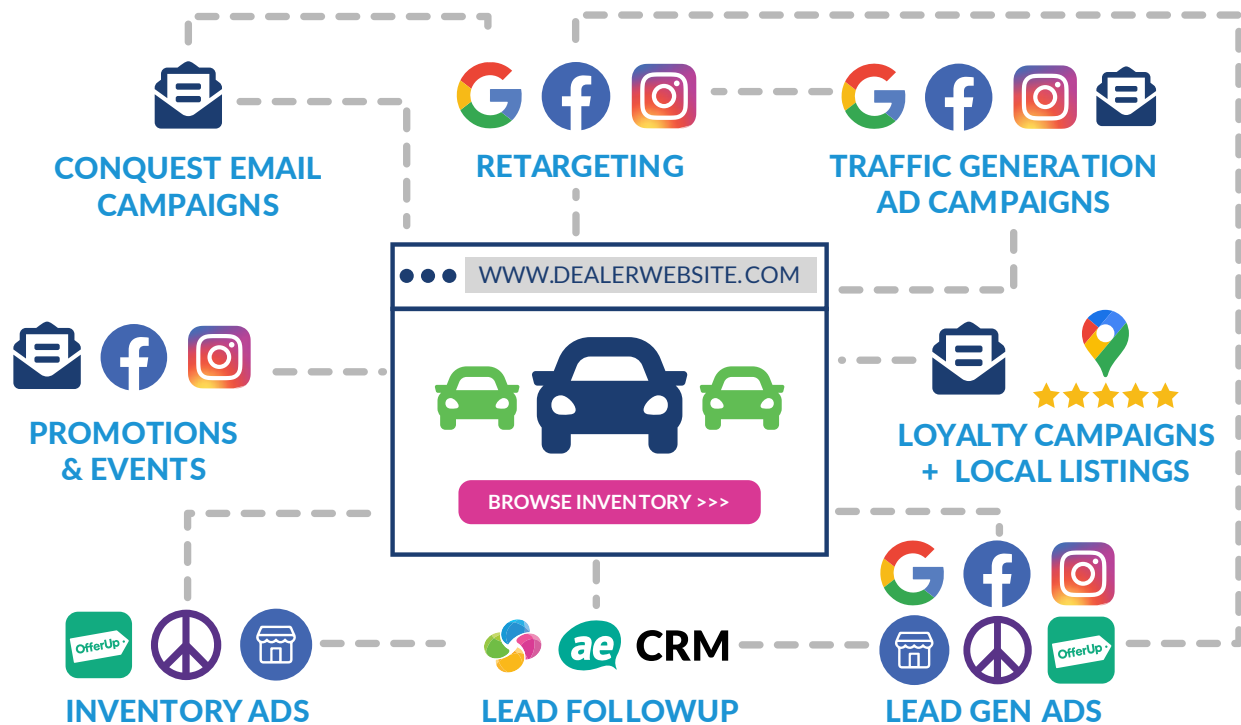 CONQUEST EMAIL
CAMPAIGNS
RETARGETING
TRAFFIC GENERATION
AD CAMPAIGNS
WWW.DEALERWEBSITE.COM
PROMOTIONS
& EVENTS
LOYALTY CAMPAIGNS
+ LOCAL LISTINGS
BROWSE INVENTORY >>>
OfferUp
INVENTORY ADS
ae CRM
LEAD FOLLOWUP
OfferUp
LEAD GEN ADS